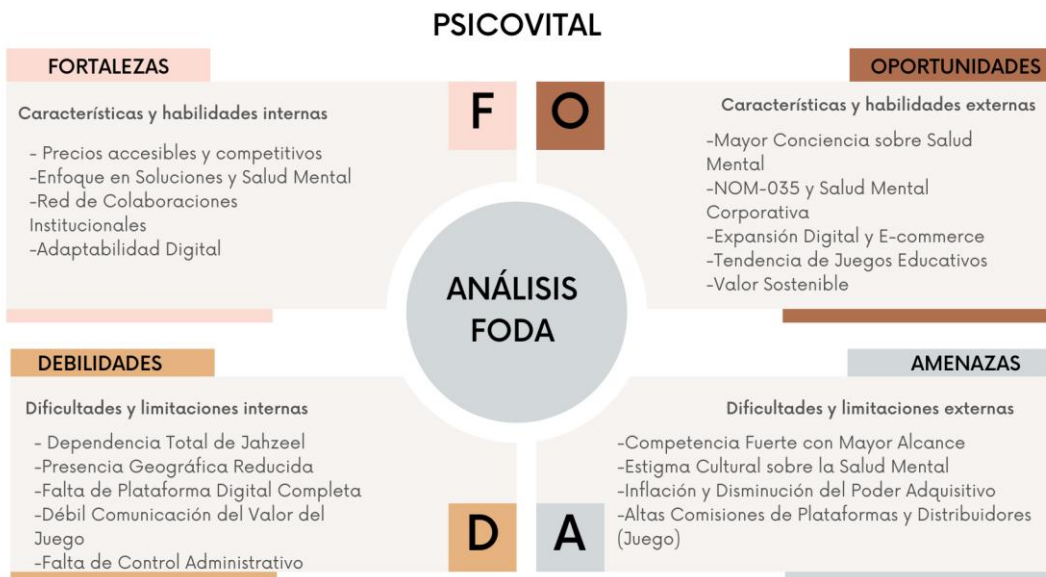 PSICOVITAL
FORTALEZAS
Características y habilidades internas
- Precios accesibles y competitivos
-Enfoque en Soluciones y Salud Mental
-Red de Colaboraciones
Institucionales
-Adaptabilidad Digital
F
O
OPORTUNIDADES
Características y habilidades externas
-Mayor Conciencia sobre Salud
Mental
-NOM-035 y Salud Mental
Corporativa
-Expansión Digital y E-commerce
-Tendencia de Juegos Educativos
-Valor Sostenible
ANÁLISIS
FODA
DEBILIDADES
Dificultades y limitaciones internas
- Dependencia Total de Jahzeel
-Presencia Geográfica Reducida
-Falta de Plataforma Digital Completa
-Débil Comunicación del Valor del
Juego
-Falta de Control Administrativo
D
A
AMENAZAS
Dificultades y limitaciones externas
-Competencia Fuerte con Mayor Alcance
-Estigma Cultural sobre la Salud Mental
-Inflación y Disminución del Poder Adquisitivo
-Altas Comisiones de Plataformas y Distribuidores
(Juego)